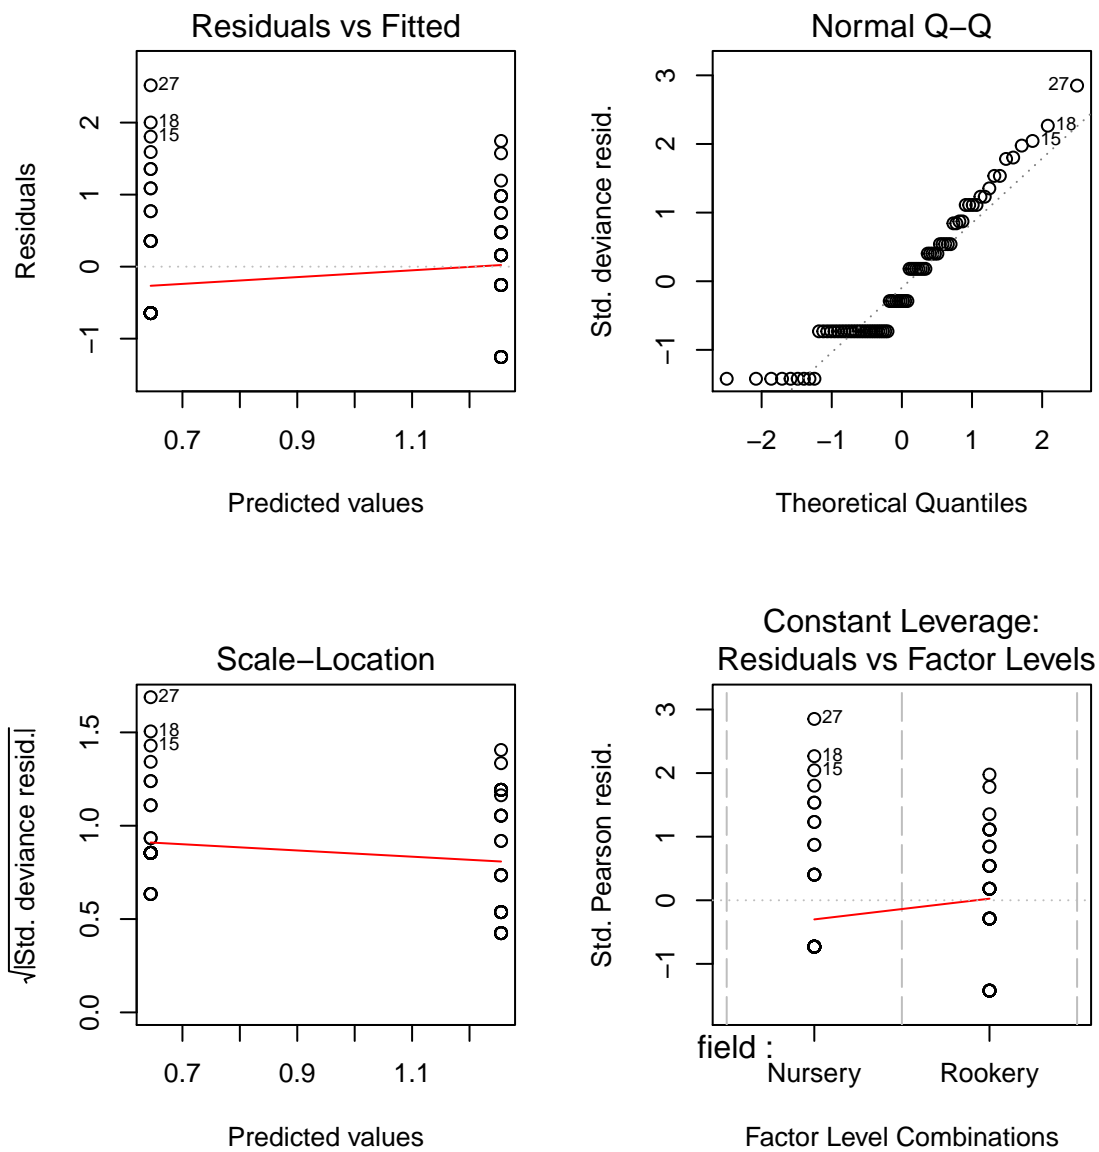 Residuals vs Fitted
Residuals
2
1
0
−1
27
18
15
0.7 0.9 1.1
Predicted values
Normal Q−Q
Std. deviance resid.
3
2
1
0
−1
27
18
15
−2 −1 0 1 2
Theoretical Quantiles
Scale−Location
√|Std. deviance resid.|
1.5
1.0
0.5
0.0
27
18
15
0.7 0.9 1.1
Predicted values
Constant Leverage:
Residuals vs Factor Levels
Std. Pearson resid.
3
2
1
0
−1
27
18
15
field :
Nursery Rookery
Factor Level Combinations